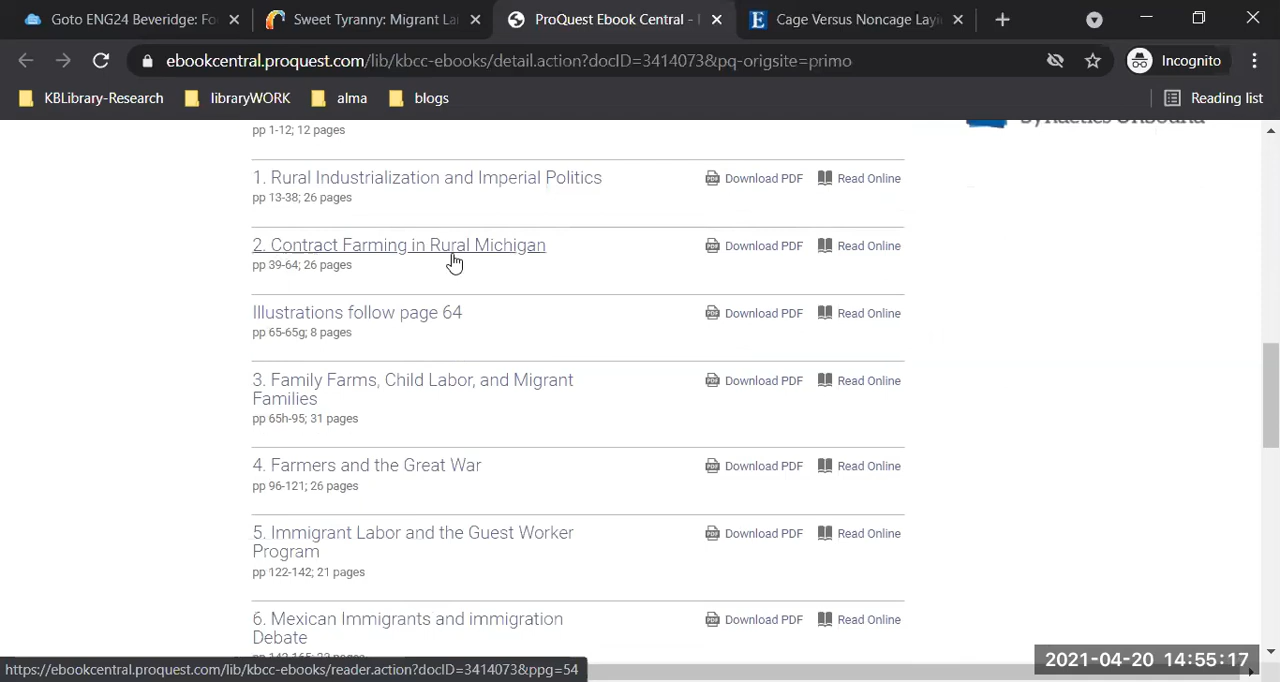 Goto ENG24 Beveridge: Fo
Sweet Tyranny: Migrant La
ProQuest Ebook Central -
Cage Versus Noncage Layi
ebookcentral.proquest.com/lib/kbcc-ebooks/detail.action?docID=3414073&pq-origsite=primo
Incognito
KBLibrary-Research
libraryWORK
alma
blogs
Reading list
pp 1-12; 12 pages
1. Rural Industrialization and Imperial Politics
Download PDF
Read Online
pp 13-38; 26 pages
2. Contract Farming in Rural Michigan
Download PDF
Read Online
pp 39-64; 26 pages
Illustrations follow page 64
Download PDF
Read Online
pp 65-65g; 8 pages
3. Family Farms, Child Labor, and Migrant
Families
Download PDF
Read Online
pp 65h-95; 31 pages
4. Farmers and the Great War
Download PDF
Read Online
pp 96-121; 26 pages
5. Immigrant Labor and the Guest Worker
Program
Download PDF
Read Online
pp 122-142; 21 pages
6. Mexican Immigrants and immigration
Debate
Download PDF
Read Online
https://ebookcentral.proquest.com/lib/kbcc-ebooks/reader.action?docID=3414073&ppg=54
2021-04-20 14:55:17